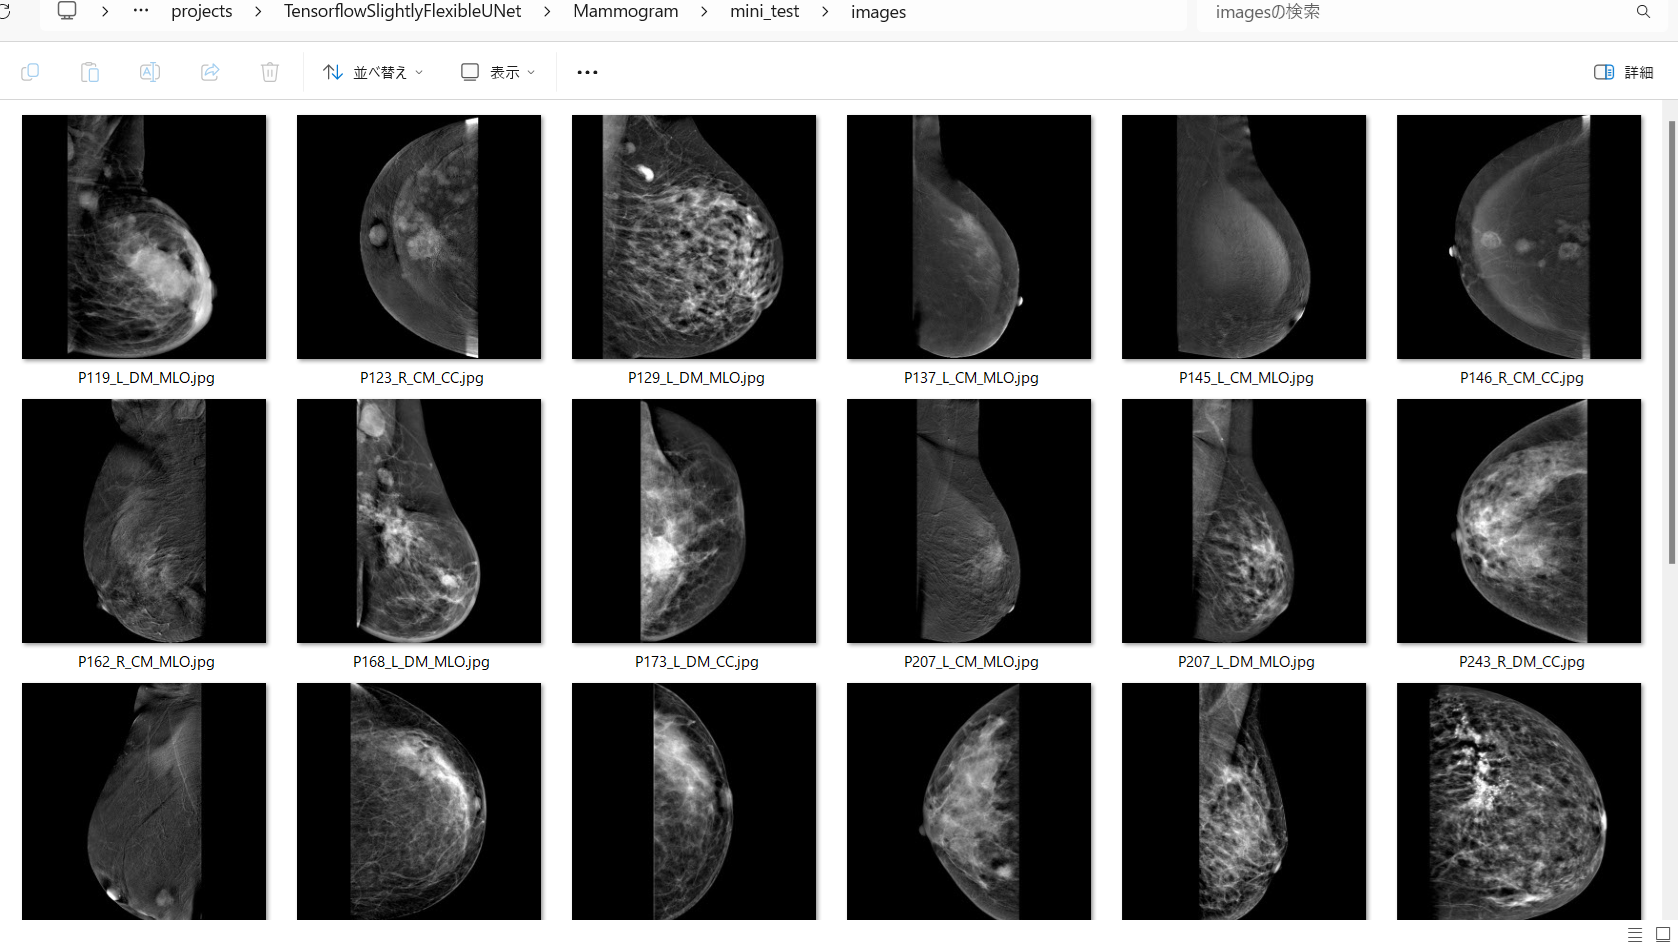 projects > TensorflowSlightlyFlexibleUNet > Mammogram > mini_test > images
imagesの検索
並べ替え 表示 詳細
P119_L_DM_MLO.jpg P123_R_CM_CC.jpg P129_L_DM_MLO.jpg P137_L_CM_MLO.jpg P145_L_CM_MLO.jpg P146_R_CM_CC.jpg
P162_R_CM_MLO.jpg P168_L_DM_MLO.jpg P173_L_DM_CC.jpg P207_L_CM_MLO.jpg P207_L_DM_MLO.jpg P243_R_DM_CC.jpg